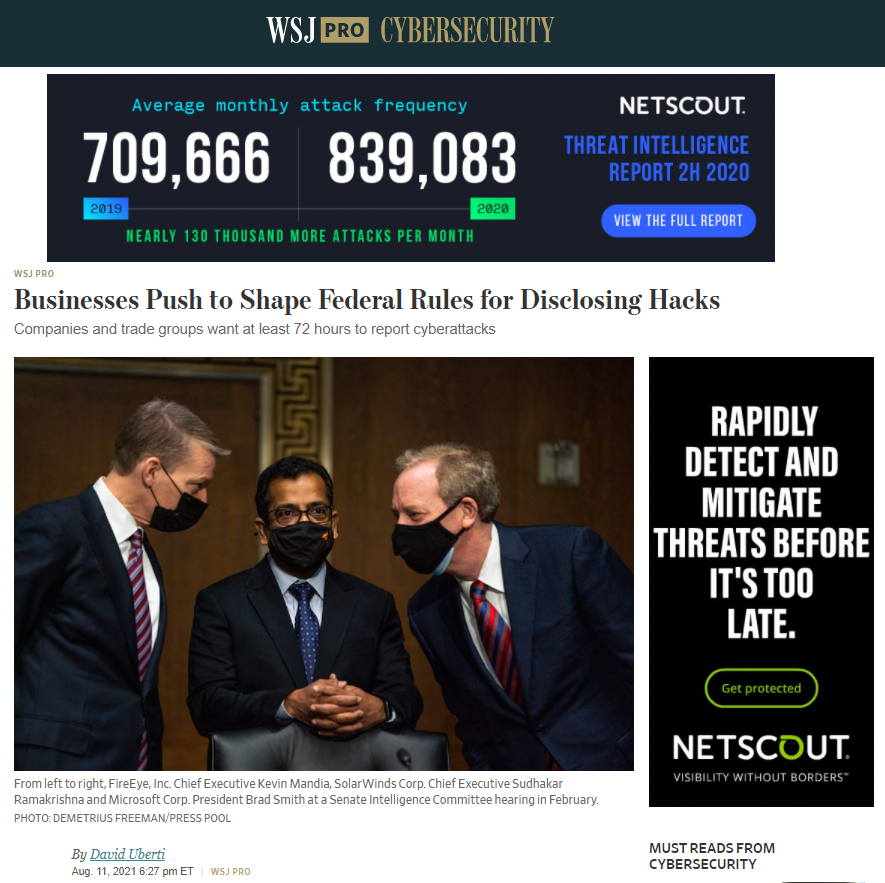 WSJ PRO CYBERSECURITY
Average monthly attack frequency
709,666
839,083
2019
2020
NEARLY 130 THOUSAND MORE ATTACKS PER MONTH
NETSCOUT.
THREAT INTELLIGENCE
REPORT 2H 2020
VIEW THE FULL REPORT
WSJ PRO
Businesses Push to Shape Federal Rules for Disclosing Hacks
Companies and trade groups want at least 72 hours to report cyberattacks
From left to right, FireEye, Inc. Chief Executive Kevin Mandia, SolarWinds Corp. Chief Executive Sudhakar
Ramakrishna and Microsoft Corp. President Brad Smith at a Senate Intelligence Committee hearing in February.
PHOTO: DEMETRIUS FREEMAN/PRESS POOL
By David Uberti
Aug. 11, 2021 6:27 pm ET | WSJ PRO
RAPIDLY
DETECT AND
MITIGATE
THREATS BEFORE
IT'S TOO
LATE.
Get protected
NETSCOUT.
VISIBILITY WITHOUT BORDERS™
MUST READS FROM
CYBERSECURITY